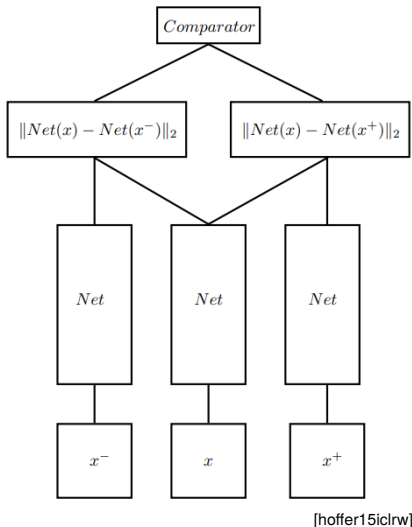 Comparator
‖Net(x) − Net(x⁻)‖₂ ‖Net(x) − Net(x⁺)‖₂
Net Net Net
x⁻ x x⁺
[hoffer15iclrw]